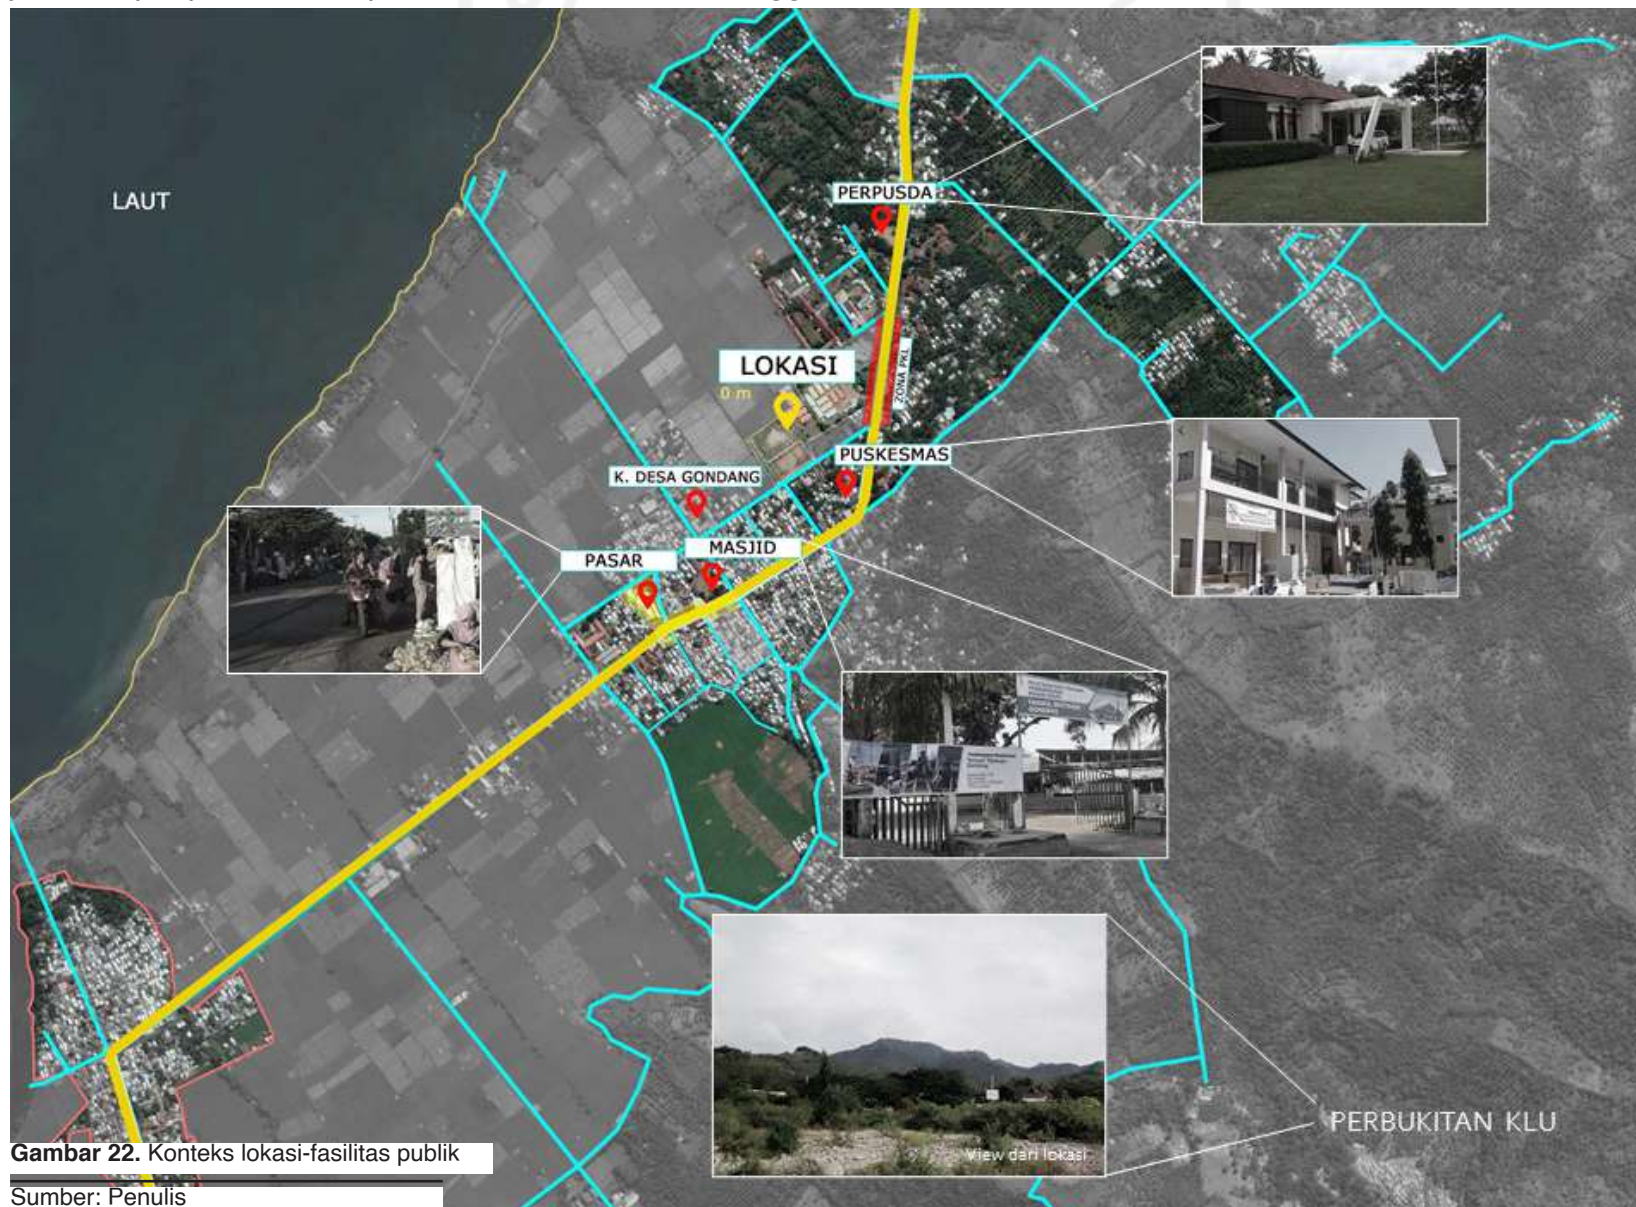 LAUT
PERPUSDA
LOKASI
0 m
ZONA PKL
PUSKESMAS
K. DESA GONDANG
MASJID
PASAR
PERBUKITAN KLU
View dari lokasi
Gambar 22. Konteks lokasi-fasilitas publik
Sumber: Penulis